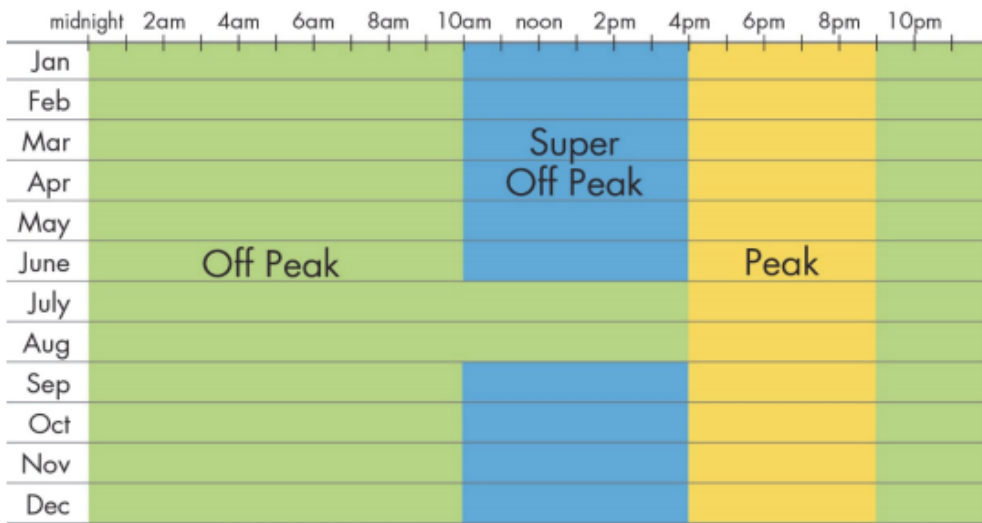 midnight 2am 4am 6am 8am 10am noon 2pm 4pm 6pm 8pm 10pm
Jan
Feb
Mar Super
Apr Off Peak
May
June Off Peak Peak
July
Aug
Sep
Oct
Nov
Dec